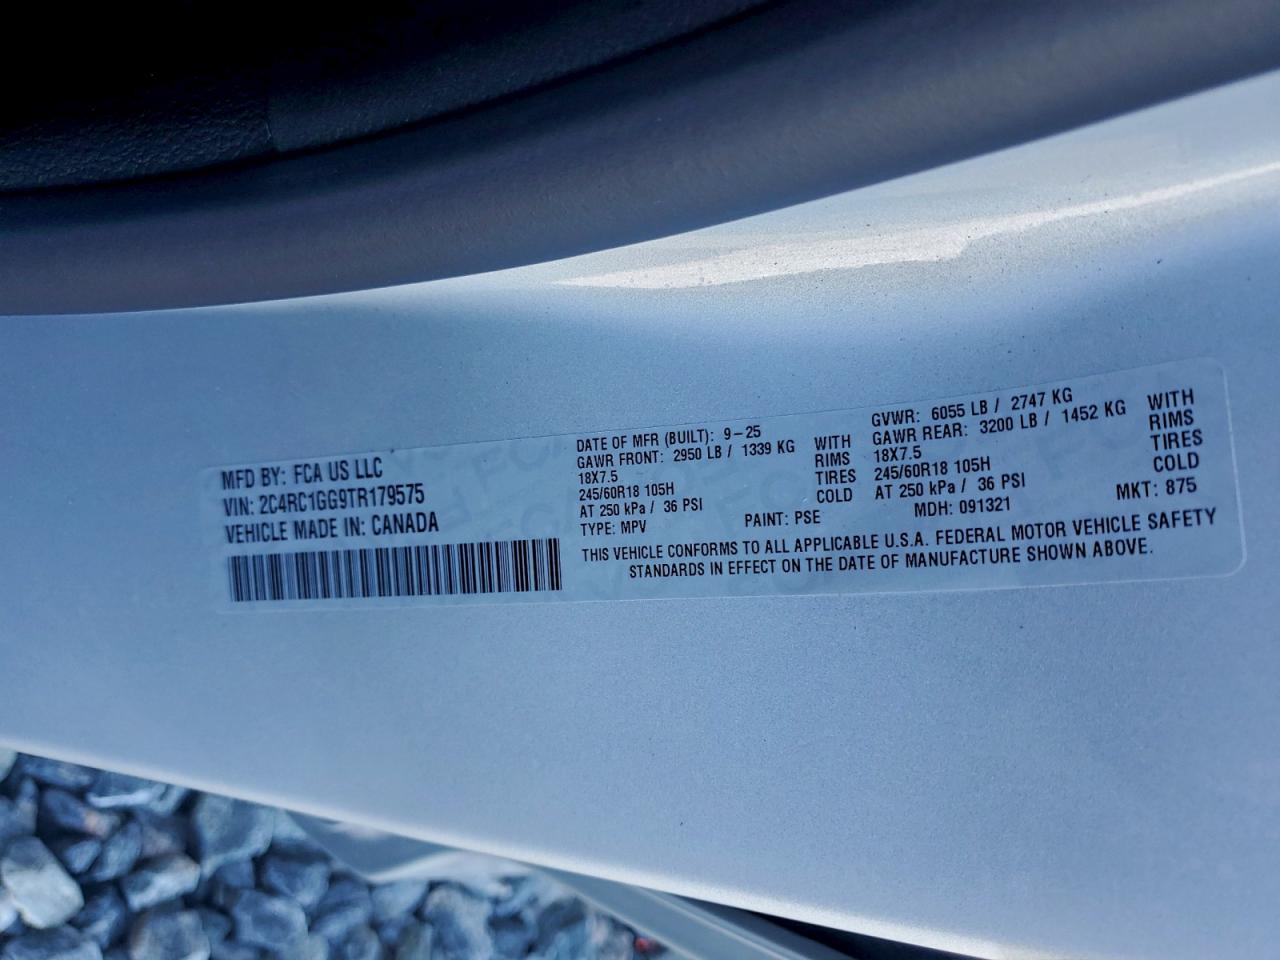 MFD BY: FCA US LLC
VIN: 2C4RC1GG9TR179575
VEHICLE MADE IN: CANADA
DATE OF MFR (BUILT): 9-25
GAWR FRONT: 2950 LB / 1339 KG WITH
18X7.5 RIMS
245/60R18 105H TIRES
AT 250 kPa / 36 PSI COLD
TYPE: MPV PAINT: PSE
GVWR: 6055 LB / 2747 KG
GAWR REAR: 3200 LB / 1452 KG WITH
18X7.5 RIMS
245/60R18 105H TIRES
AT 250 kPa / 36 PSI COLD
MDH: 091321 MKT: 875
THIS VEHICLE CONFORMS TO ALL APPLICABLE U.S.A. FEDERAL MOTOR VEHICLE SAFETY
STANDARDS IN EFFECT ON THE DATE OF MANUFACTURE SHOWN ABOVE.